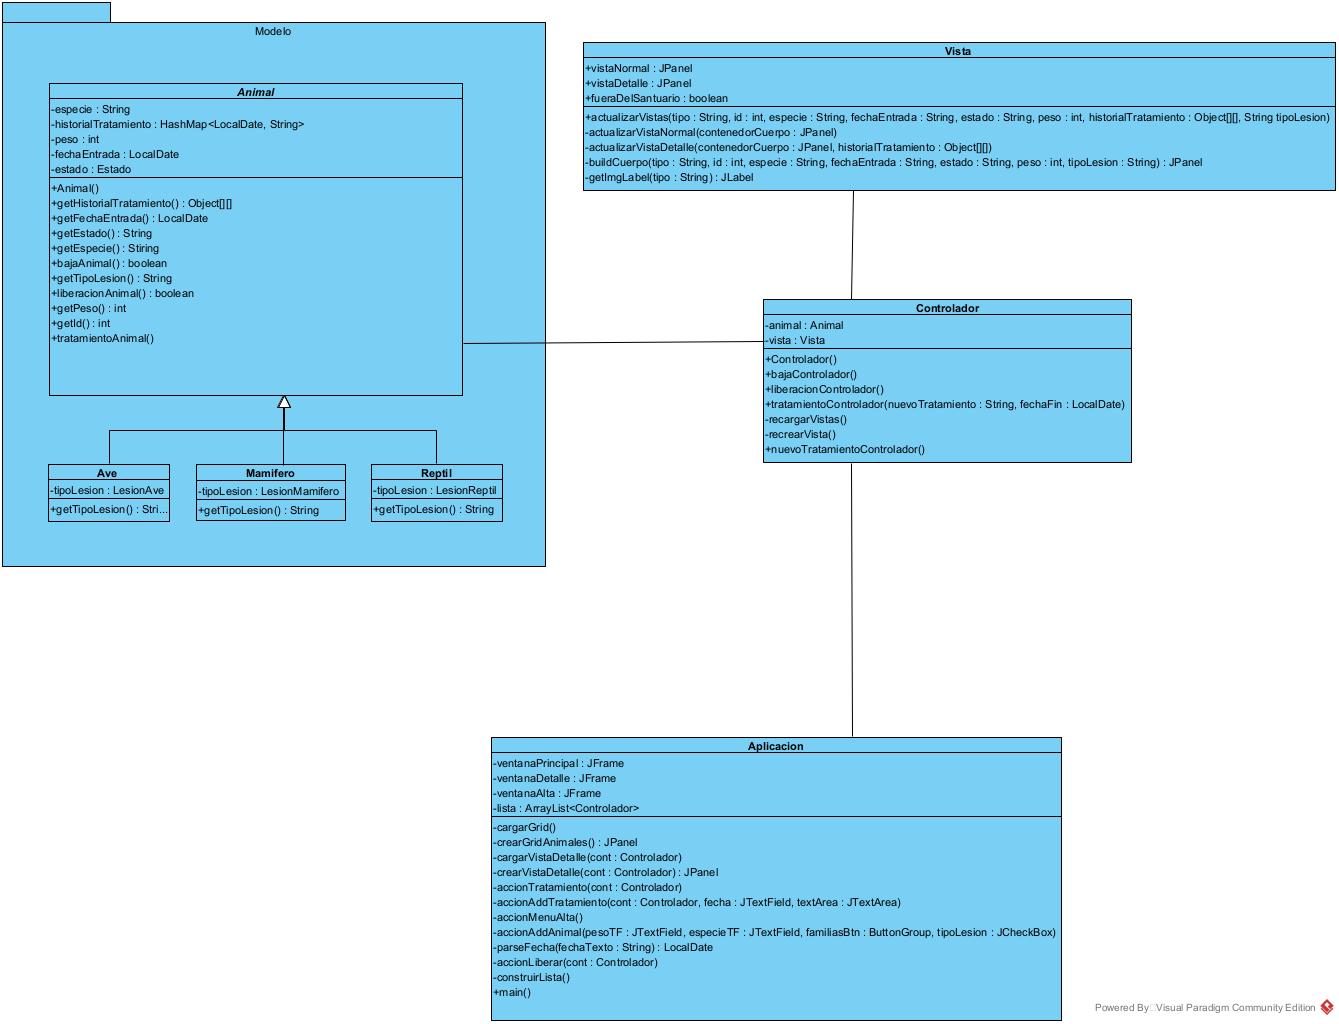 Modelo
Animal
-especie : String
-historialTratamiento : HashMap<LocalDate, String>
-peso : int
-fechaEntrada : LocalDate
-estado : Estado
+Animal()
+getHistorialTratamiento() : Object[][]
+getFechaEntrada() : LocalDate
+getEstado() : String
+getEspecie() : Stiring
+bajaAnimal() : boolean
+getTipoLesion() : String
+liberacionAnimal() : boolean
+getPeso() : int
+getId() : int
+tratamientoAnimal()
Ave
-tipoLesion : LesionAve
+getTipoLesion() : Stri...
Mamifero
-tipoLesion : LesionMamifero
+getTipoLesion() : String
Reptil
-tipoLesion : LesionReptil
+getTipoLesion() : String
Vista
+vistaNormal : JPanel
+vistaDetalle : JPanel
+fueraDelSantuario : boolean
+actualizarVistas(tipo : String, id : int, especie : String, fechaEntrada : String, estado : String, peso : int, historialTratamiento : Object[][], String tipoLesion)
-actualizarVistaNormal(contenedorCuerpo : JPanel)
-actualizarVistaDetalle(contenedorCuerpo : JPanel, historialTratamiento : Object[][])
-buildCuerpo(tipo : String, id : int, especie : String, fechaEntrada : String, estado : String, peso : int, tipoLesion : String) : JPanel
-getImgLabel(tipo : String) : JLabel
Controlador
-animal : Animal
-vista : Vista
+Controlador()
+bajaControlador()
+liberacionControlador()
+tratamientoControlador(nuevoTratamiento : String, fechaFin : LocalDate)
-recargarVistas()
-recrearVista()
+nuevoTratamientoControlador()
Aplicacion
-ventanaPrincipal : JFrame
-ventanaDetalle : JFrame
-ventanaAlta : JFrame
-lista : ArrayList<Controlador>
-cargarGrid()
-crearGridAnimales() : JPanel
-cargarVistaDetalle(cont : Controlador)
-crearVistaDetalle(cont : Controlador) : JPanel
-accionTratamiento(cont : Controlador)
-accionAddTratamiento(cont : Controlador, fecha : JTextField, textArea : JTextArea)
-accionMenuAlta()
-accionAddAnimal(pesoTF : JTextField, especieTF : JTextField, familiasBtn : ButtonGroup, tipoLesion : JCheckBox)
-parseFecha(fechaTexto : String) : LocalDate
-accionLiberar(cont : Controlador)
-construirLista()
+main()
Powered By Visual Paradigm Community Edition